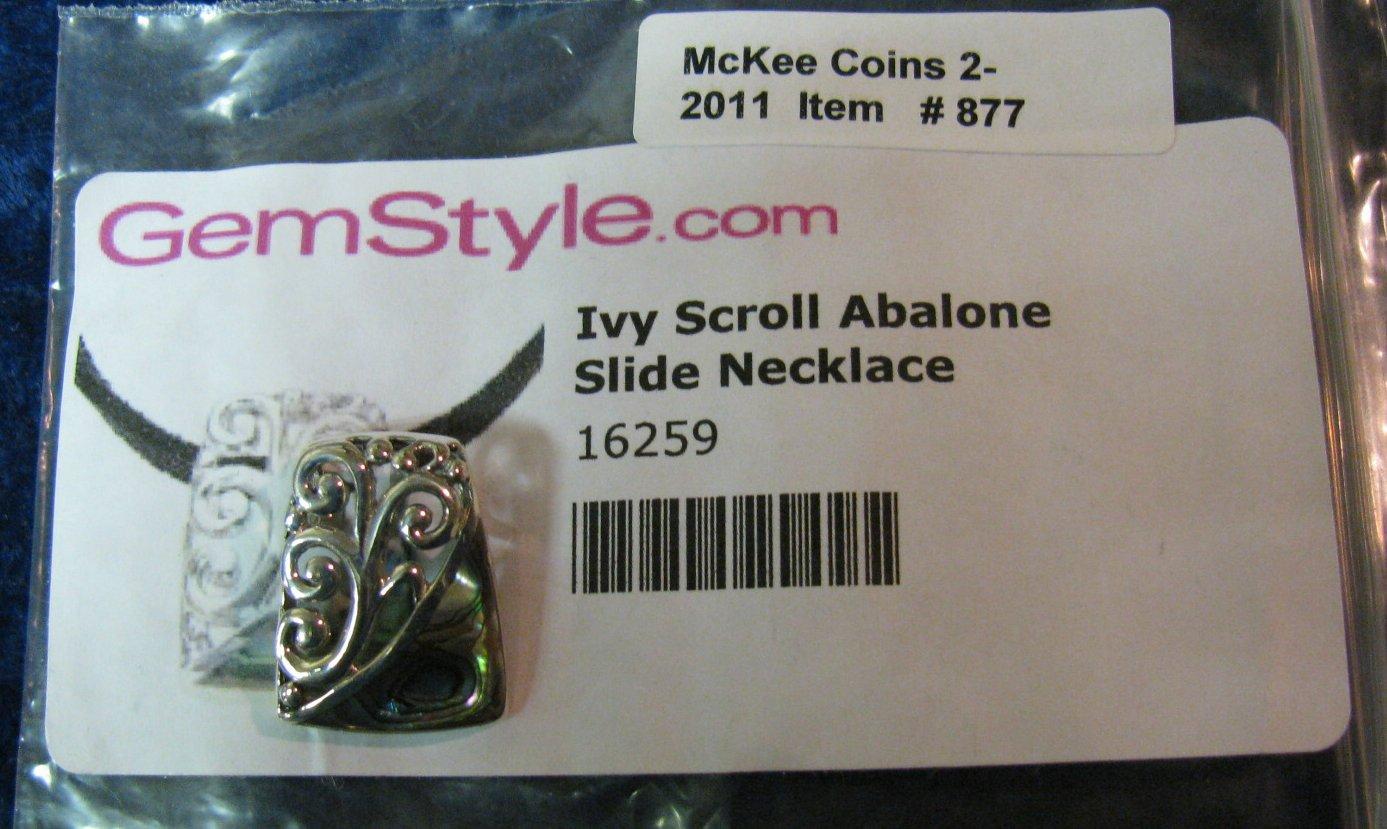 McKee Coins 2-
2011 Item # 877
GemStyle.com
Ivy Scroll Abalone
Slide Necklace
16259